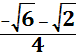 (-√6 - √2)/4